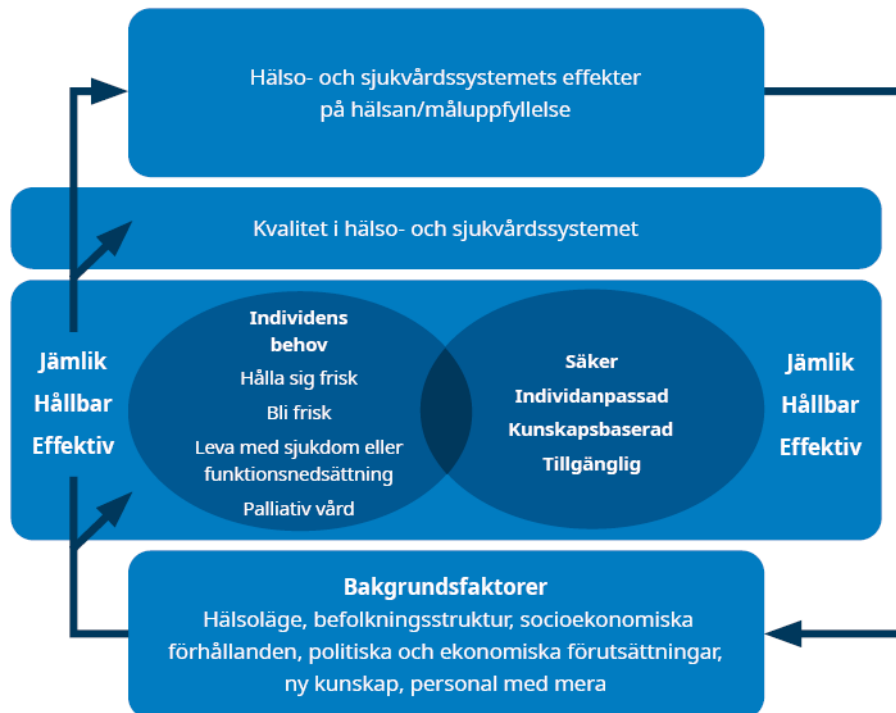 Hälso- och sjukvårdssystemets effekter
på hälsan/måluppfyllelse
Kvalitet i hälso- och sjukvårdssystemet
Jämlik
Hållbar
Effektiv
Individens
behov
Hålla sig frisk
Bli frisk
Leva med sjukdom eller
funktionsnedsättning
Palliativ vård
Säker
Individanpassad
Kunskapsbaserad
Tillgänglig
Jämlik
Hållbar
Effektiv
Bakgrundsfaktorer
Hälsoläge, befolkningsstruktur, socioekonomiska
förhållanden, politiska och ekonomiska förutsättningar,
ny kunskap, personal med mera